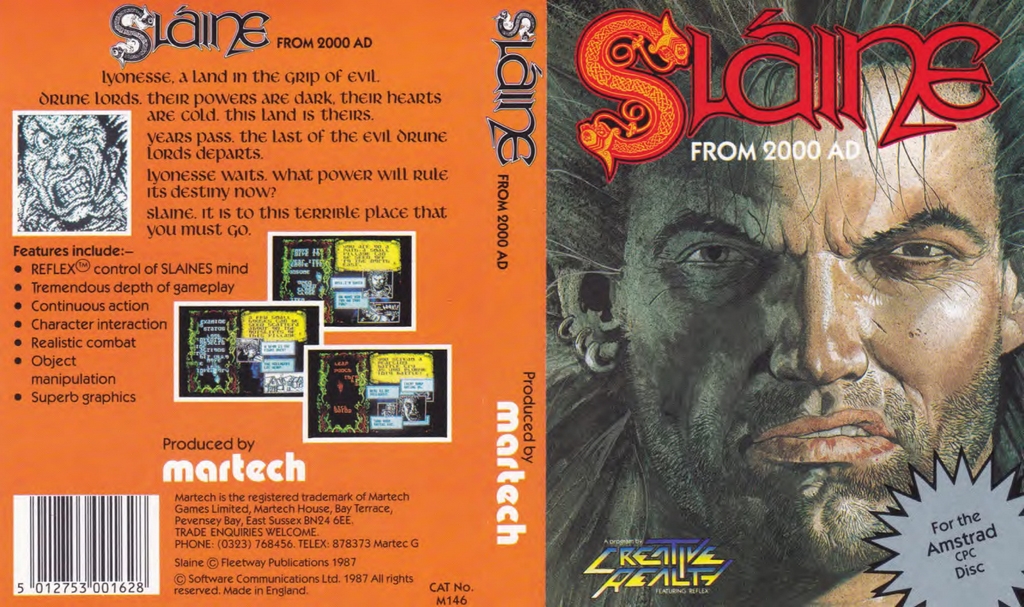 Sláine FROM 2000 AD
lyonesse, a land in the grip of evil.
drune lords. their powers are dark, their hearts
are cold. this land is theirs.
years pass. the last of the evil drune
lords departs.
lyonesse waits. what power will rule
its destiny now?
slaine. it is to this terrible place that
you must go.
Features include:–
• REFLEX™ control of SLAINES mind
• Tremendous depth of gameplay
• Continuous action
• Character interaction
• Realistic combat
• Object
manipulation
• Superb graphics
Produced by
martech
Martech is the registered trademark of Martech
Games Limited, Martech House, Bay Terrace,
Pevensey Bay, East Sussex BN24 6EE.
TRADE ENQUIRIES WELCOME.
PHONE: (0323) 768456. TELEX: 878373 Martec G
Slaine © Fleetway Publications 1987
© Software Communications Ltd. 1987 All rights
reserved. Made in England.
5 012753 001628
CAT No.
M146
Sláine FROM 2000 AD
Produced by
martech
Sláine
FROM 2000 AD
A program by
CREATIVE
REALITY
FEATURING 'REFLEX'
For the
Amstrad
CPC
Disc